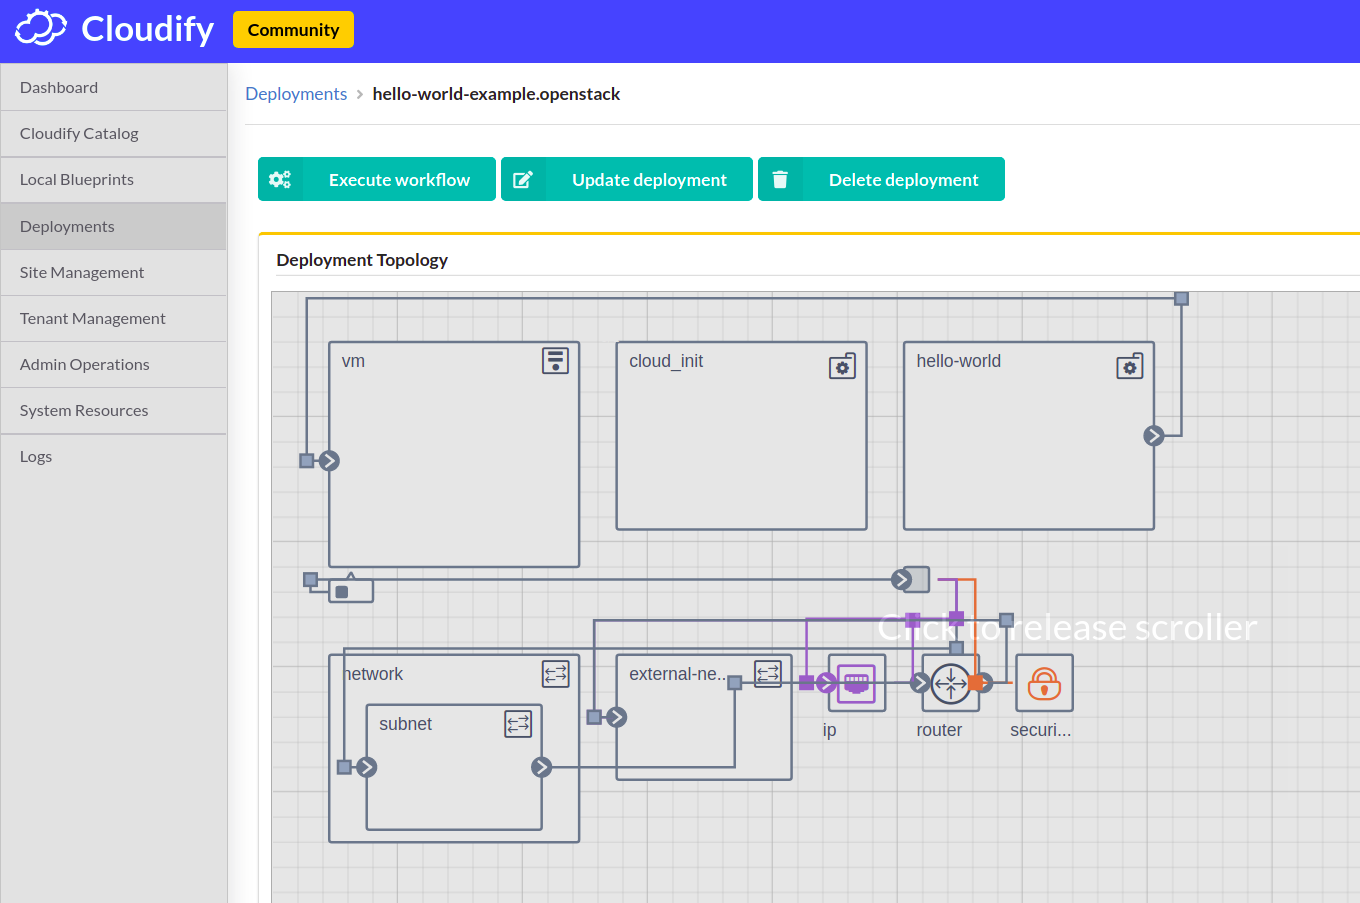 Cloudify Community
Dashboard
Cloudify Catalog
Local Blueprints
Deployments
Site Management
Tenant Management
Admin Operations
System Resources
Logs
Deployments > hello-world-example.openstack
Execute workflow Update deployment Delete deployment
Deployment Topology
vm cloud_init hello-world
Click to release scroller
network external-ne...
subnet
ip router securi...